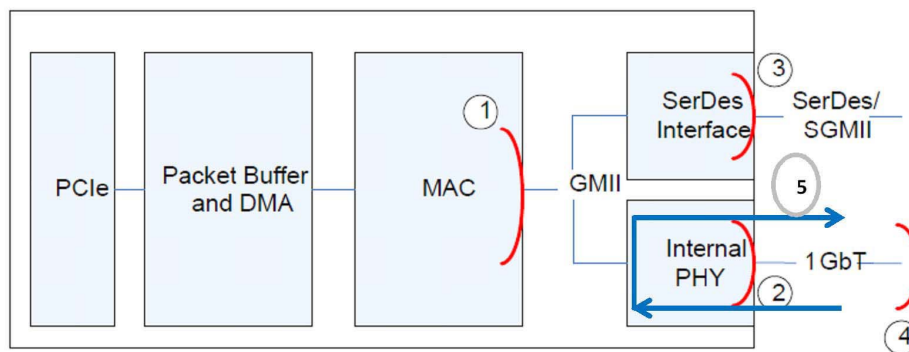 1
3
SerDes
Interface
SerDes/
SGMII
PCIe
Packet Buffer
and DMA
MAC
GMII
5
Internal
PHY
1GbT
2
4